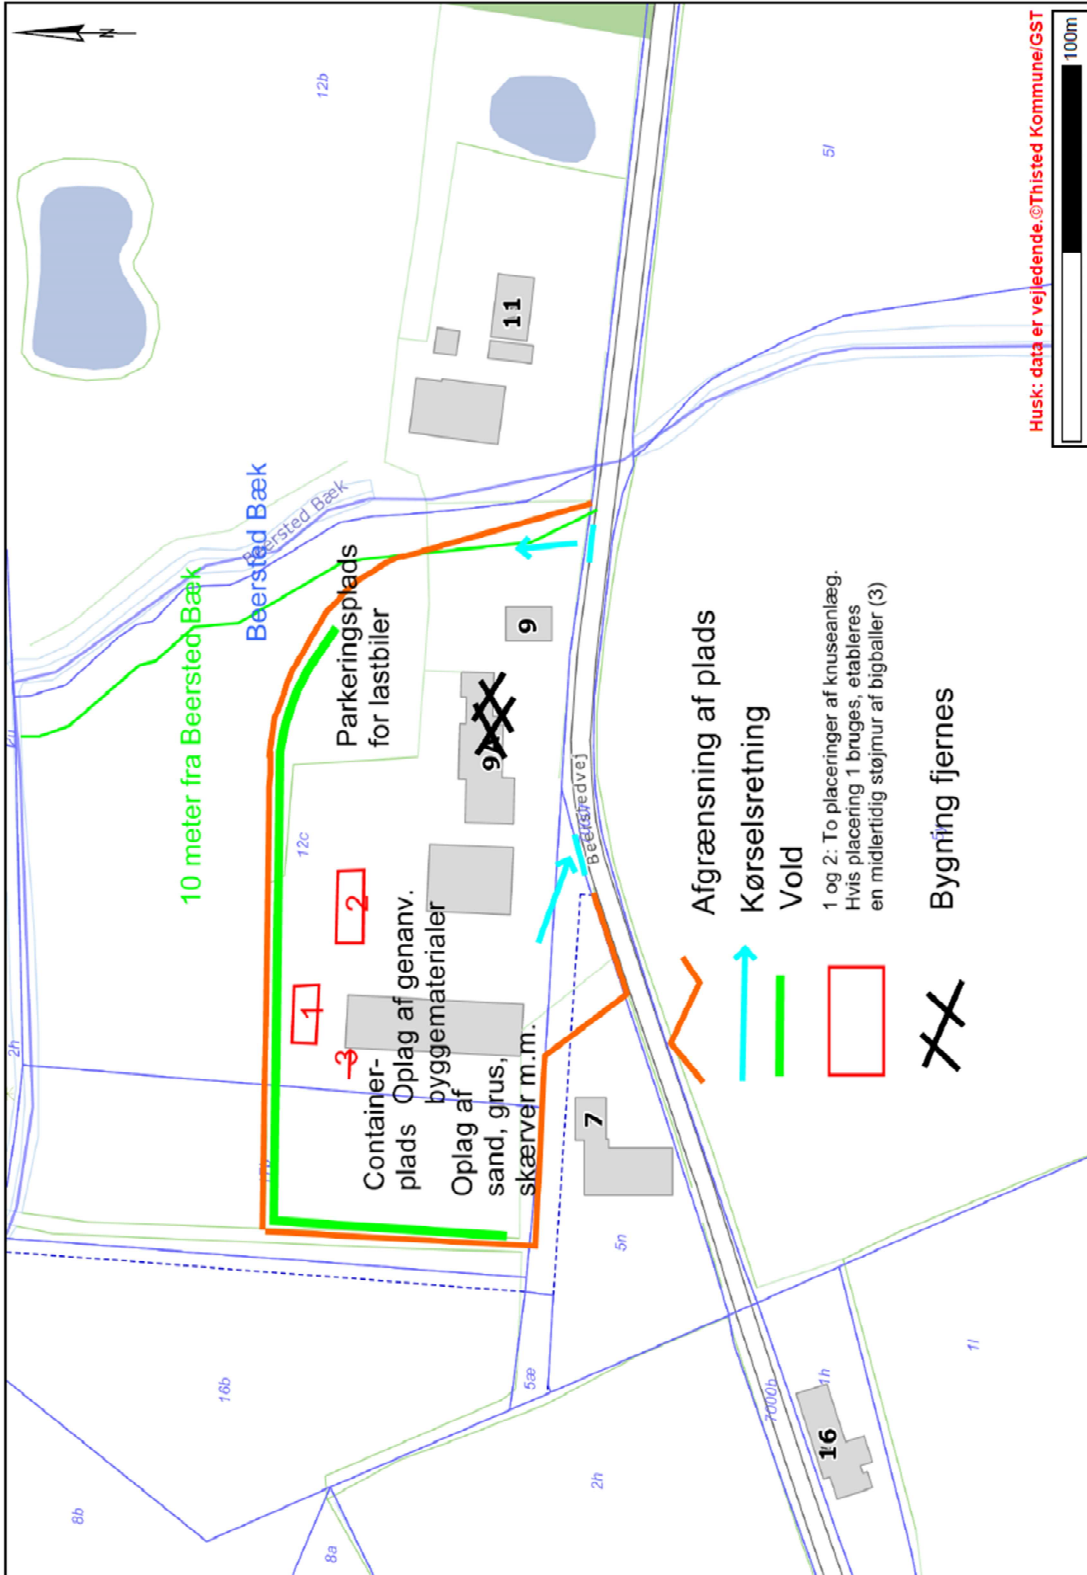 N
12b
16b
8b
8a
2h
12c
5æ
5n
2h
5l
1l
1h
7000b
10 meter fra Beersted Bæk
Beersted Bæk
Beersted Bæk
Parkeringsplads
for lastbiler
1
2
3
Container-
plads
Oplag af genanv.
byggematerialer
Oplag af
sand, grus,
skærver m.m.
11
9
7
16
Beerstedvej
Afgrænsning af plads
Kørselsretning
Vold
1 og 2: To placeringer af knuseanlæg.
Hvis placering 1 bruges, etableres
en midlertidig støjmur af bigballer (3)
Bygning fjernes
Husk: data er vejledende.©Thisted Kommune/GST
100m